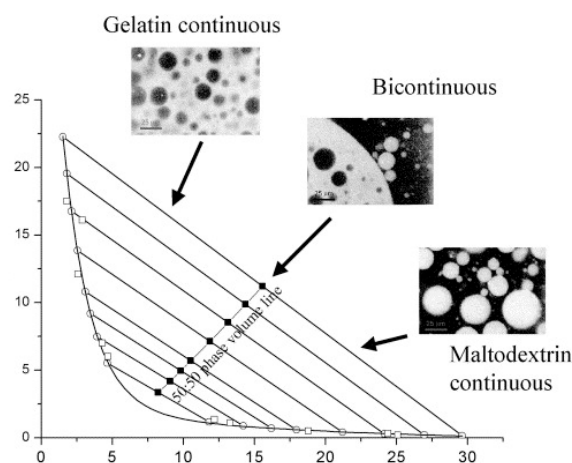 Gelatin continuous
Bicontinuous
25
20
15
10
5
0
50:50 phase volume line
Maltodextrin
continuous
0 5 10 15 20 25 30